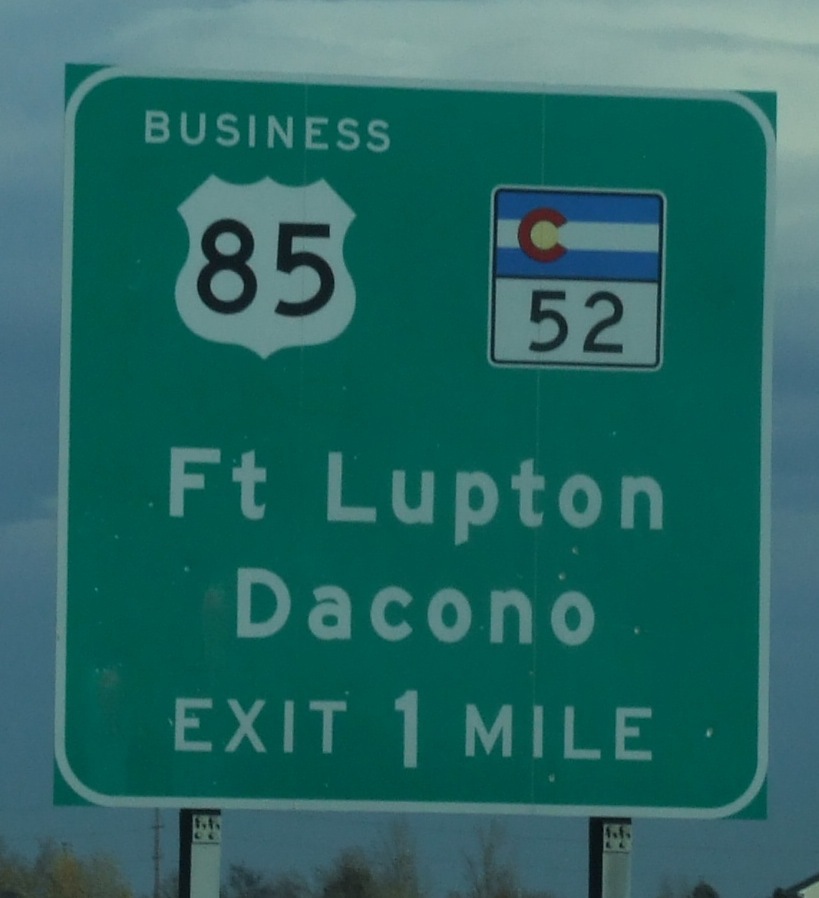 BUSINESS
85
52
Ft Lupton
Dacono
EXIT 1 MILE